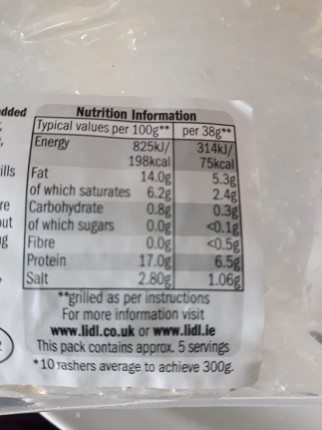 dded
Nutrition Information
Typical values per 100g** per 38g**
Energy 825kJ/ 314kJ/
198kcal 75kcal
ills Fat 14.0g 5.3g
of which saturates 6.2g 2.4g
re Carbohydrate 0.8g 0.3g
ut of which sugars 0.0g <0.1g
g Fibre 0.0g <0.5g
Protein 17.0g 6.5g
Salt 2.80g 1.06g
**grilled as per instructions
For more information visit
www.lidl.co.uk or www.lidl.ie
This pack contains approx. 5 servings
*10 rashers average to achieve 300g.